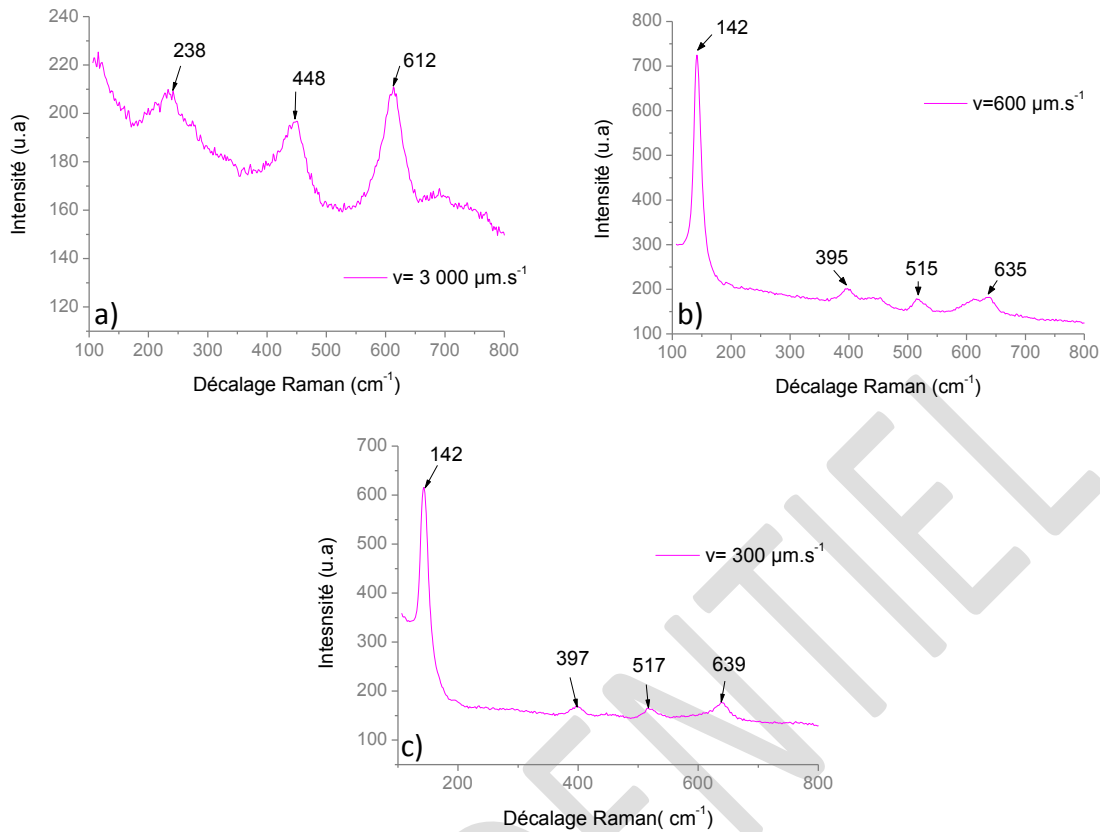 240
220
200
180
160
140
120
238
448
612
v= 3 000 µm.s-1
a)
Intensité (u.a)
100 200 300 400 500 600 700 800
Décalage Raman (cm-1)
800
700
600
500
400
300
200
100
142
v=600 µm.s-1
395
515
635
b)
Intensité (u.a)
100 200 300 400 500 600 700 800
Décalage Raman (cm-1)
700
600
500
400
300
200
100
142
v= 300 µm.s-1
397
517
639
c)
Intesnsité (u.a)
200 400 600 800
Décalage Raman( cm-1)
ENTIEL